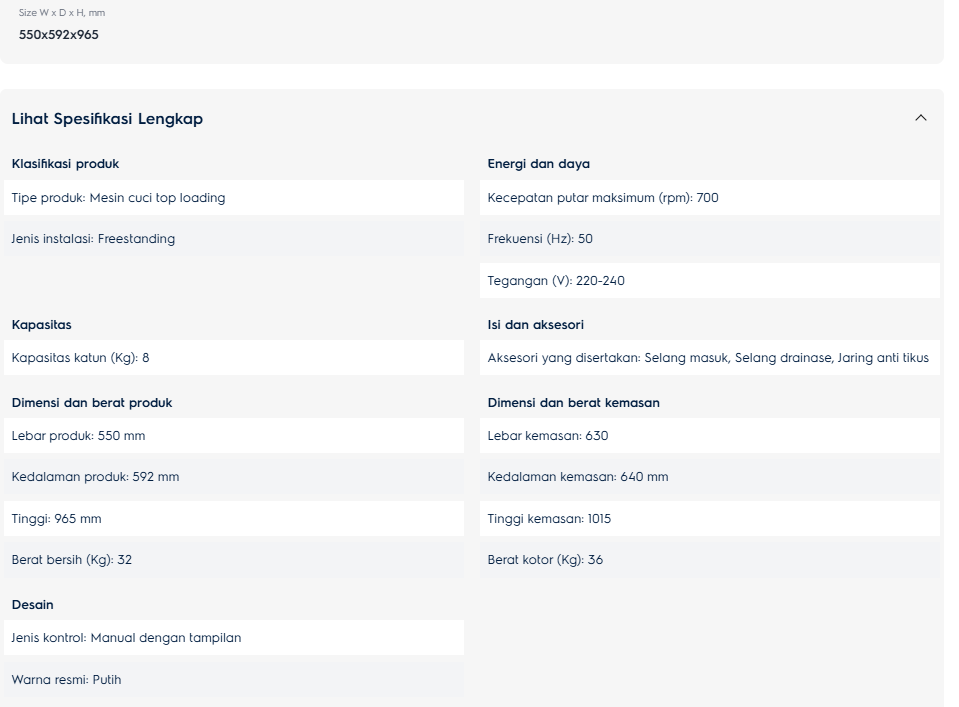 Size W x D x H, mm
550x592x965
Lihat Spesifikasi Lengkap
Klasifikasi produk
Tipe produk: Mesin cuci top loading
Jenis instalasi: Freestanding
Energi dan daya
Kecepatan putar maksimum (rpm): 700
Frekuensi (Hz): 50
Tegangan (V): 220-240
Kapasitas
Kapasitas katun (Kg): 8
Isi dan aksesori
Aksesori yang disertakan: Selang masuk, Selang drainase, Jaring anti tikus
Dimensi dan berat produk
Lebar produk: 550 mm
Kedalaman produk: 592 mm
Tinggi: 965 mm
Berat bersih (Kg): 32
Dimensi dan berat kemasan
Lebar kemasan: 630
Kedalaman kemasan: 640 mm
Tinggi kemasan: 1015
Berat kotor (Kg): 36
Desain
Jenis kontrol: Manual dengan tampilan
Warna resmi: Putih